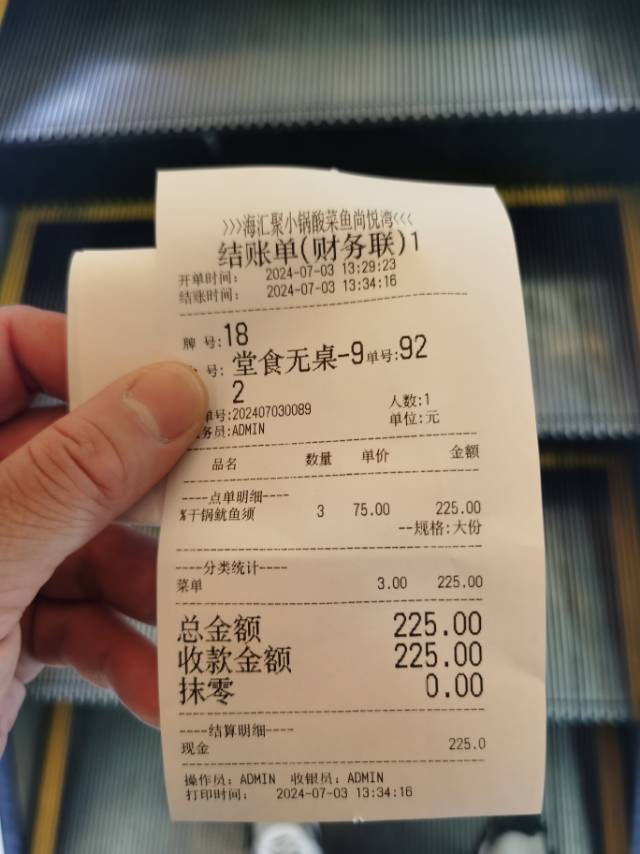 >>>海汇聚小锅酸菜鱼尚悦湾<<<
结账单(财务联)1
开单时间: 2024-07-03 13:29:23
结账时间: 2024-07-03 13:34:16
牌 号:18
号: 堂食无桌-9单号:92
2
单号:202407030089 人数:1
务员:ADMIN 单位:元
品名 数量 单价 金额
----点单明细----
%干锅鱿鱼须 3 75.00 225.00
--规格:大份
----分类统计----
菜单 3.00 225.00
总金额 225.00
收款金额 225.00
抹零 0.00
----结算明细----
现金 225.0
操作员: ADMIN 收银员: ADMIN
打印时间: 2024-07-03 13:34:16